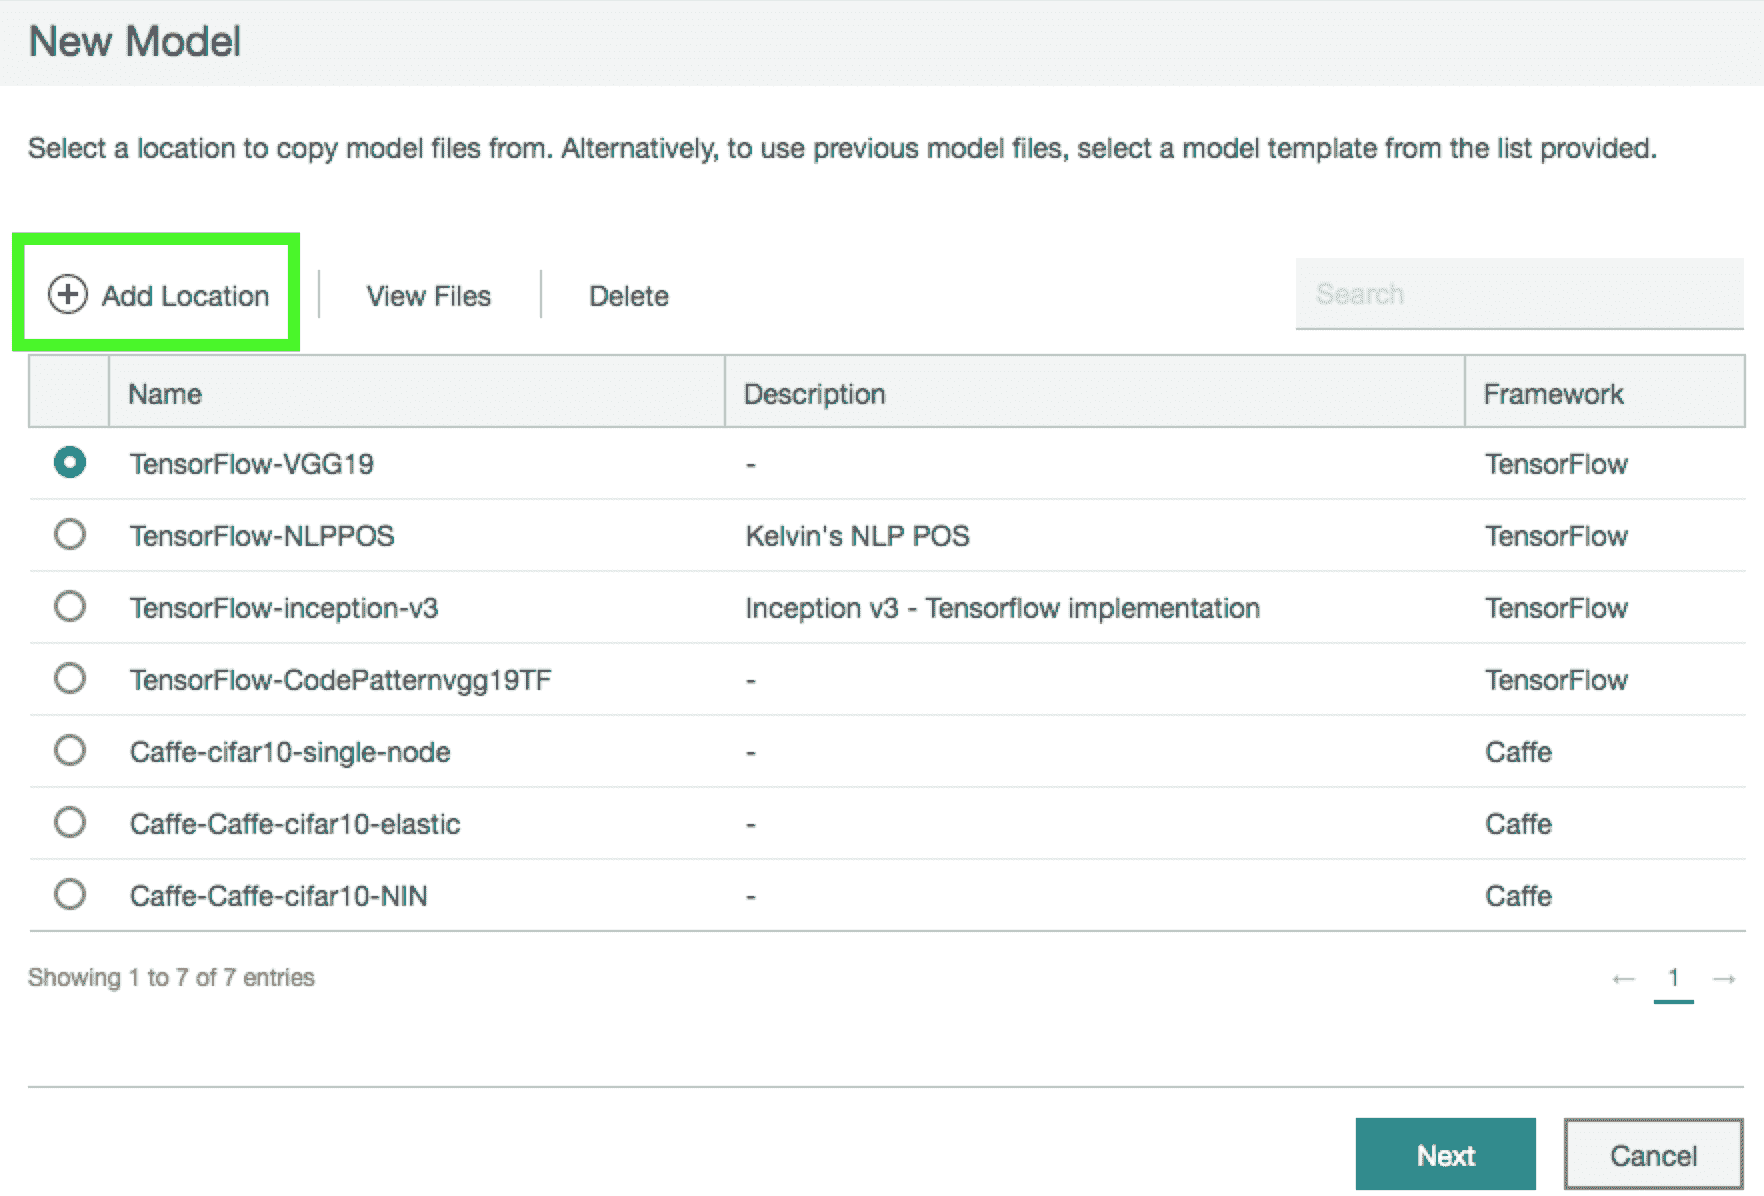 New Model
Select a location to copy model files from. Alternatively, to use previous model files, select a model template from the list provided.
Add Location View Files Delete Search
Name Description Framework
TensorFlow-VGG19 - TensorFlow
TensorFlow-NLPPOS Kelvin's NLP POS TensorFlow
TensorFlow-inception-v3 Inception v3 - Tensorflow implementation TensorFlow
TensorFlow-CodePatternvgg19TF - TensorFlow
Caffe-cifar10-single-node - Caffe
Caffe-Caffe-cifar10-elastic - Caffe
Caffe-Caffe-cifar10-NIN - Caffe
Showing 1 to 7 of 7 entries ← 1 →
Next Cancel